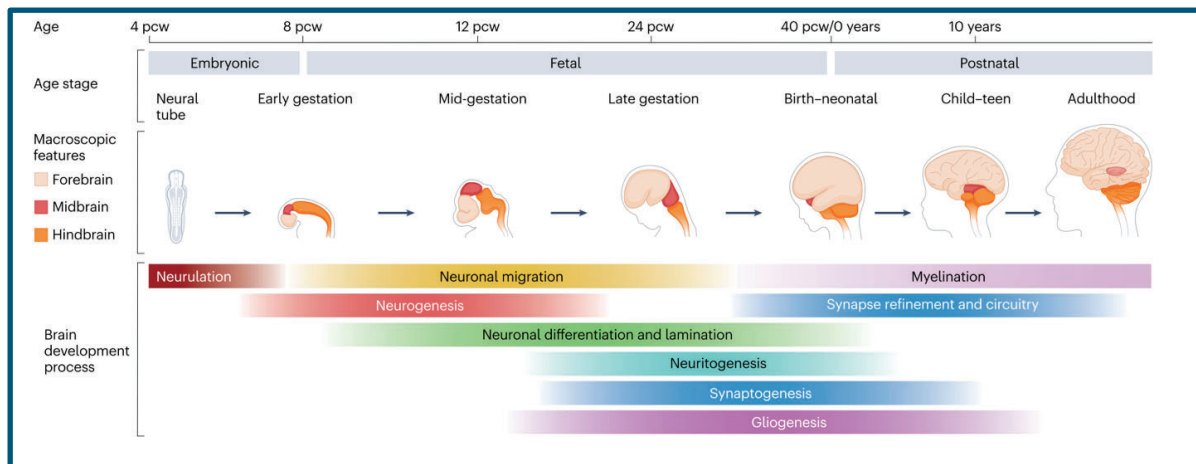 Age
4 pcw
8 pcw
12 pcw
24 pcw
40 pcw/0 years
10 years
Age stage
Embryonic
Fetal
Postnatal
Neural
tube
Early gestation
Mid-gestation
Late gestation
Birth–neonatal
Child–teen
Adulthood
Macroscopic
features
Forebrain
Midbrain
Hindbrain
Brain
development
process
Neurulation
Neuronal migration
Myelination
Neurogenesis
Synapse refinement and circuitry
Neuronal differentiation and lamination
Neuritogenesis
Synaptogenesis
Gliogenesis